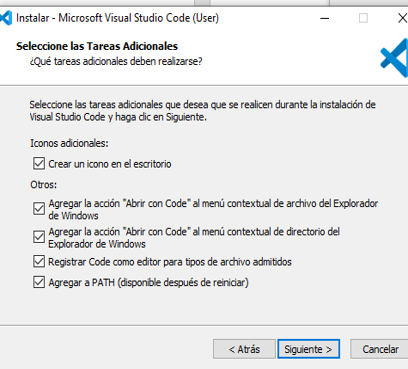 Instalar - Microsoft Visual Studio Code (User)
Seleccione las Tareas Adicionales
¿Qué tareas adicionales deben realizarse?
Seleccione las tareas adicionales que desea que se realicen durante la instalación de
Visual Studio Code y haga clic en Siguiente.
Iconos adicionales:
Crear un icono en el escritorio
Otros:
Agregar la acción "Abrir con Code" al menú contextual de archivo del Explorador
de Windows
Agregar la acción "Abrir con Code" al menú contextual de directorio del
Explorador de Windows
Registrar Code como editor para tipos de archivo admitidos
Agregar a PATH (disponible después de reiniciar)
< Atrás
Siguiente >
Cancelar